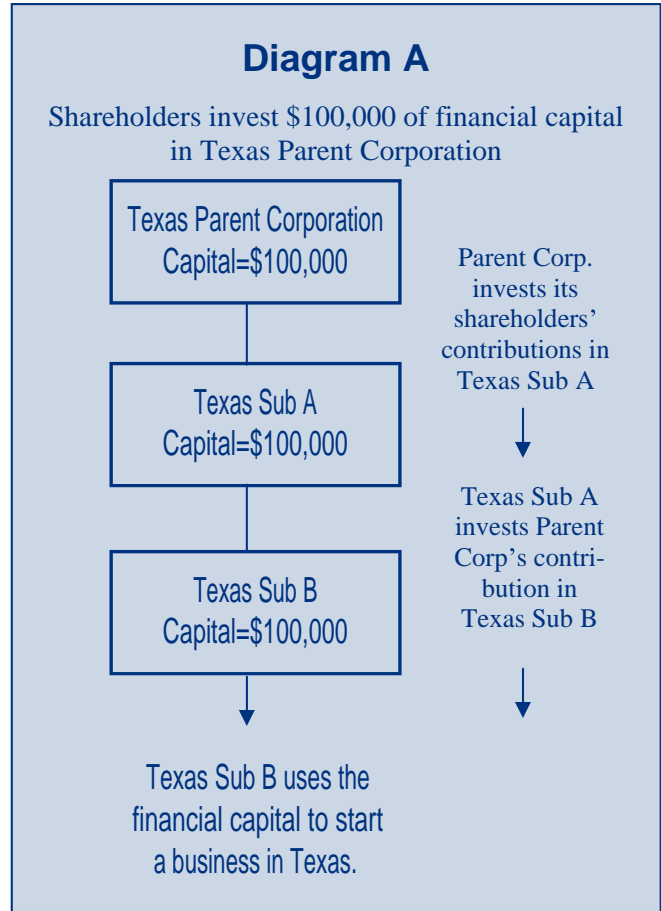 Diagram A
Shareholders invest $100,000 of financial capital
in Texas Parent Corporation
Texas Parent Corporation
Capital=$100,000
Parent Corp.
invests its
shareholders’
contributions in
Texas Sub A
Texas Sub A
Capital=$100,000
Texas Sub A
invests Parent
Corp’s contri-
bution in
Texas Sub B
Texas Sub B
Capital=$100,000
Texas Sub B uses the
financial capital to start
a business in Texas.